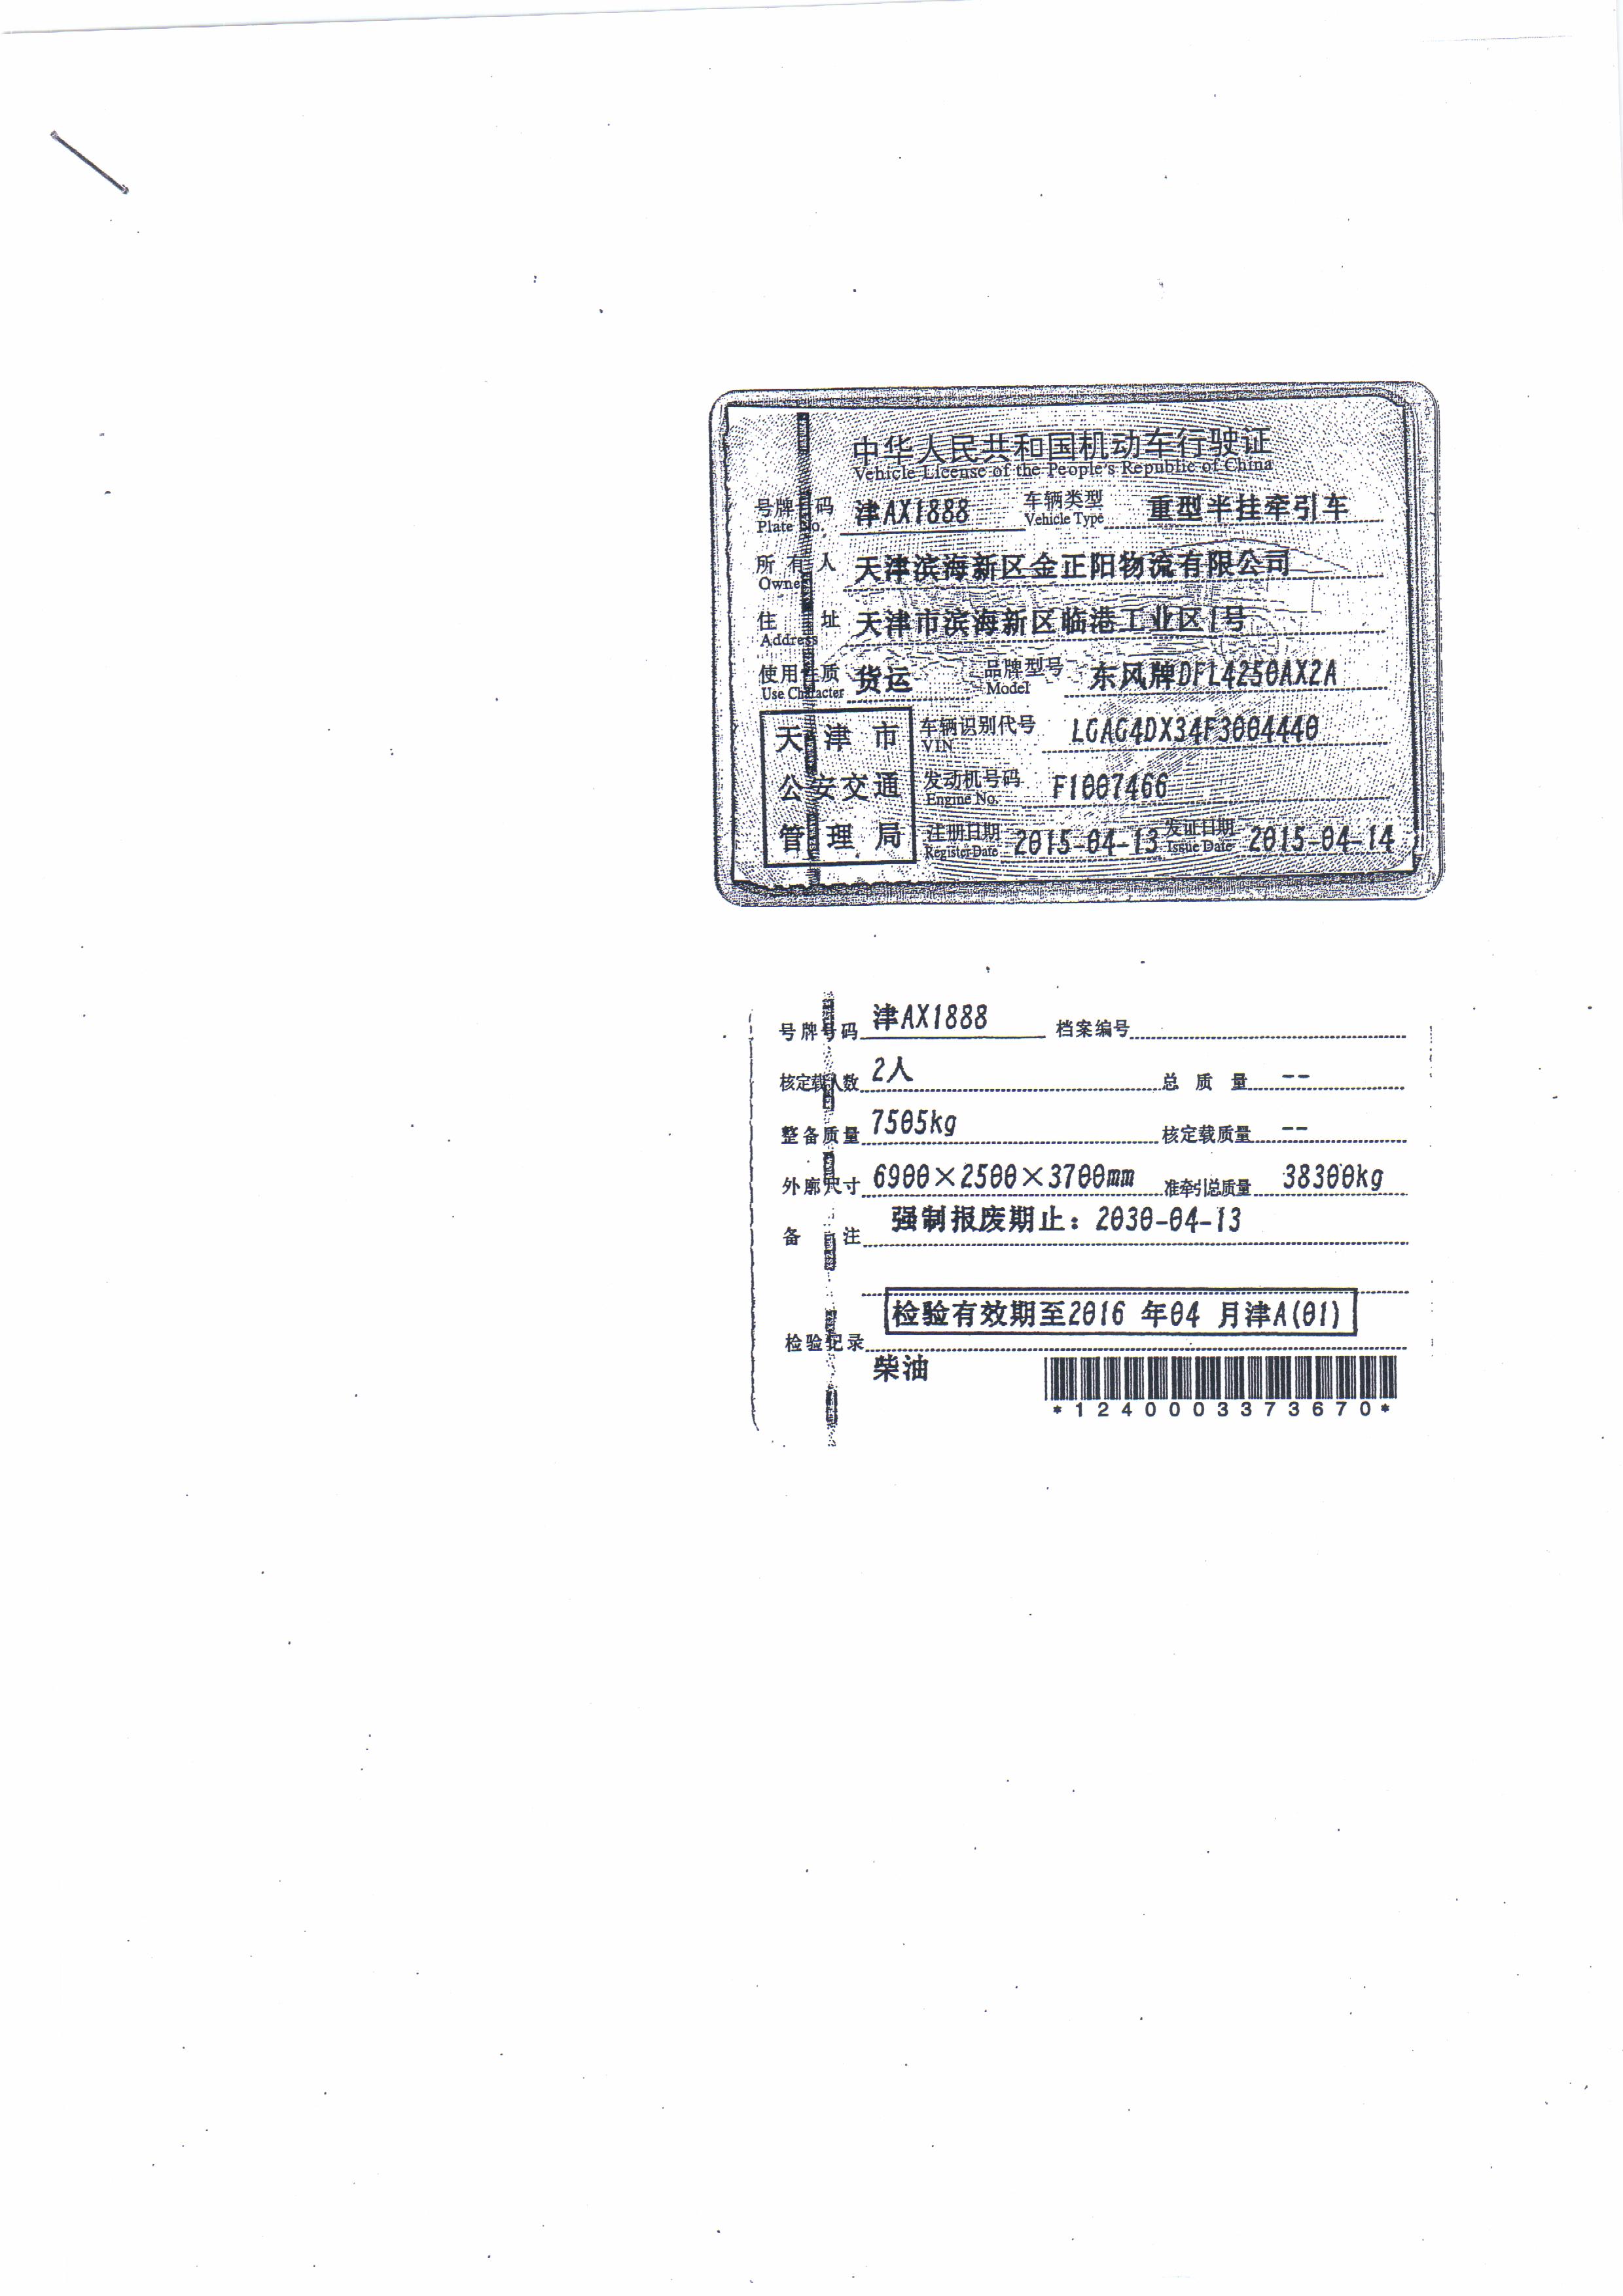 中华人民共和国机动车行驶证
Vehicle License of the People's Republic of China
号牌号码 津AX1888 车辆类型 重型半挂牵引车
Plate No. Vehicle Type
所有人 天津滨海新区金正阳物流有限公司
Owner
住址 天津市滨海新区临港工业区1号
Address
使用性质 货运 品牌型号 东风牌DFL4250AX2A
Use Character Model
天津市 车辆识别代号 LGAG4DX34F3004440
VIN
公安交通 发动机号码 F1007466
Engine No.
管理局 注册日期 2015-04-13 发证日期 2015-04-14
Register Date Issue Date
号牌号码 津AX1888 档案编号
核定载人数 2人 总质量 --
整备质量 7505kg 核定载质量 --
外廓尺寸 6900×2500×3700mm 准牵引总质量 38300kg
备注 强制报废期止：2030-04-13
检验有效期至2016 年04 月津A(01)
检验记录
柴油
*1240003373670*